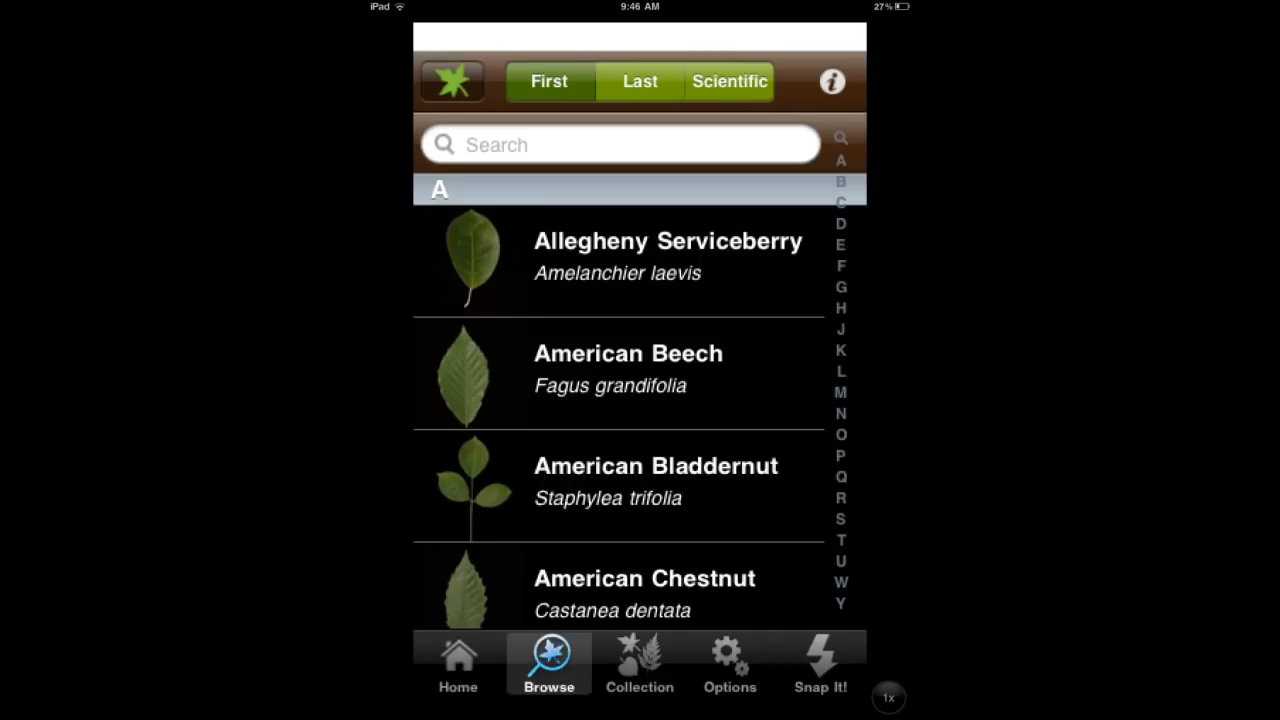 iPad 9:46 AM 27%
First Last Scientific i
Search
A
Allegheny Serviceberry
Amelanchier laevis
American Beech
Fagus grandifolia
American Bladdernut
Staphylea trifolia
American Chestnut
Castanea dentata
A
B
C
D
E
F
G
H
J
K
L
M
N
O
P
Q
R
S
T
U
W
Y
Home Browse Collection Options Snap It!
1x